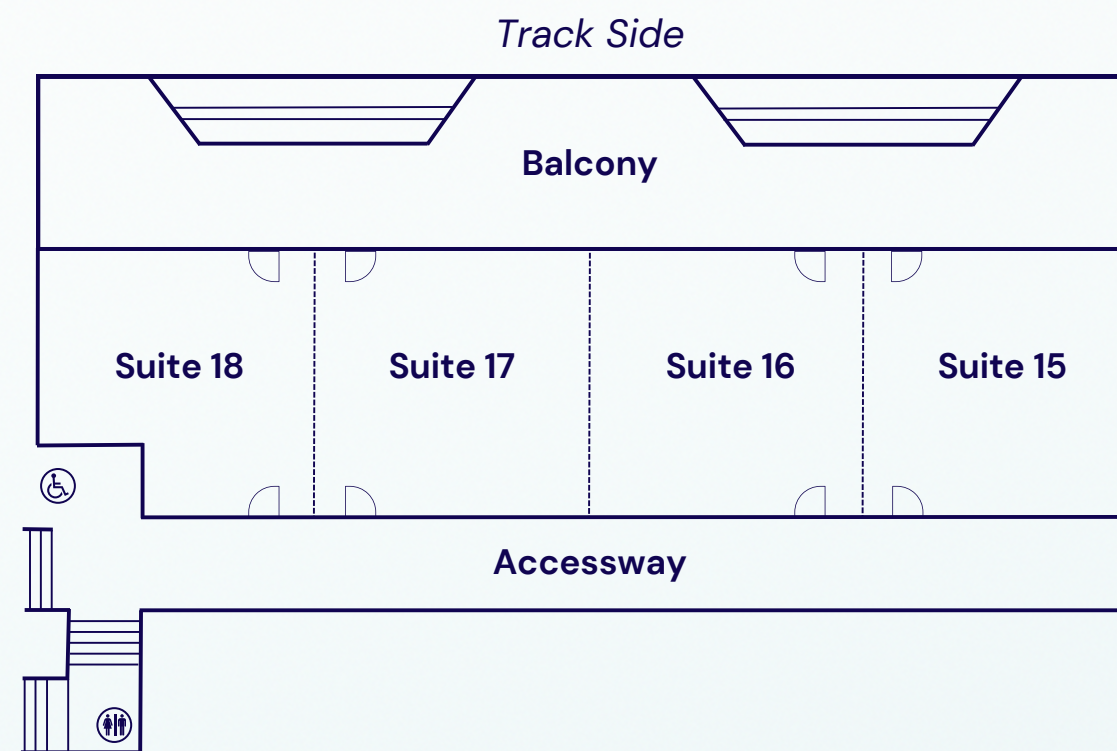 Track Side
Balcony
Suite 18
Suite 17
Suite 16
Suite 15
Accessway